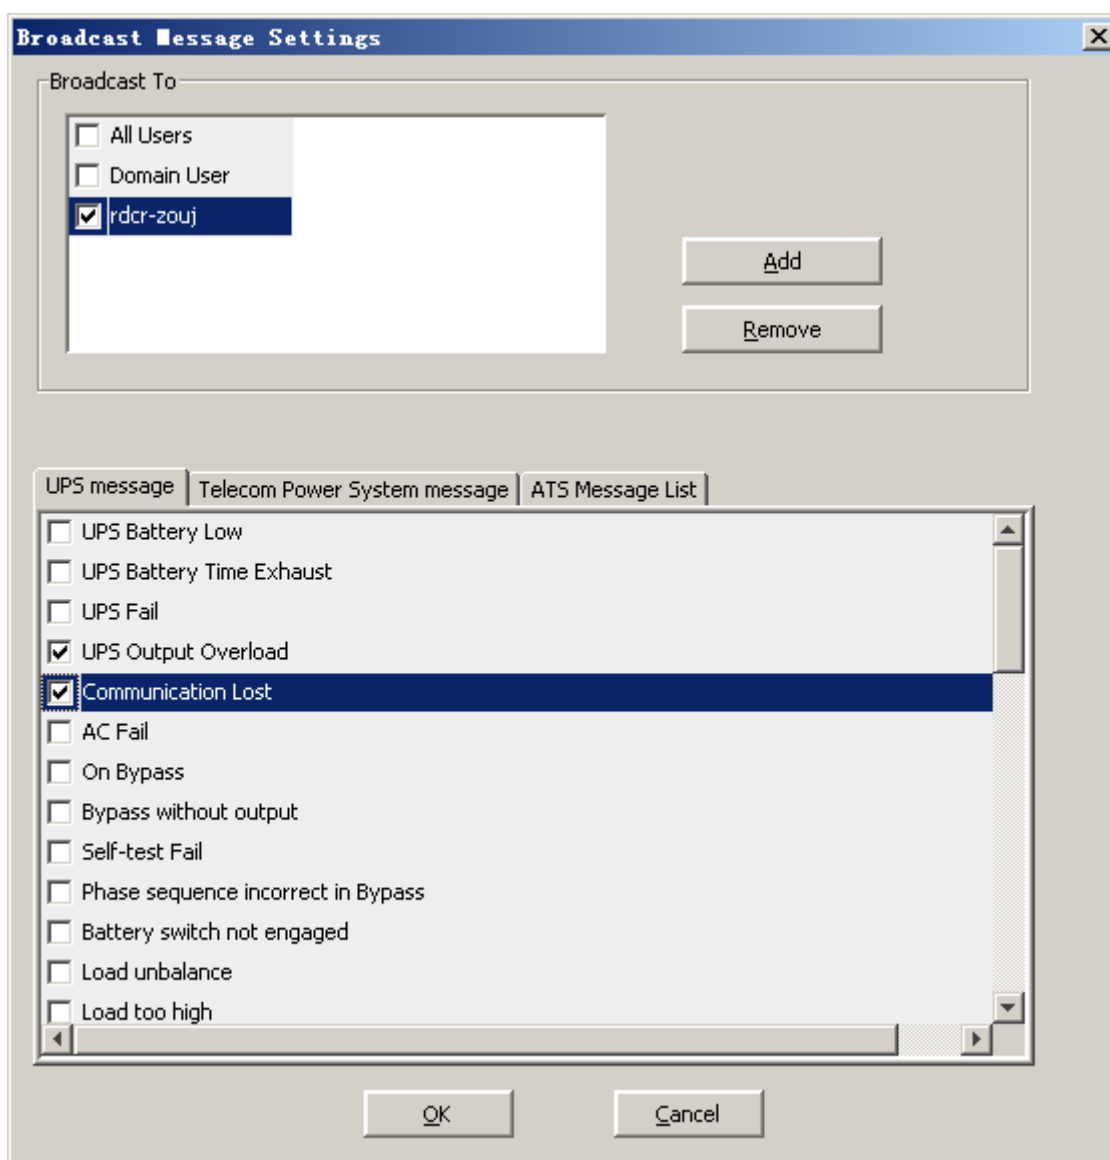 Broadcast Message Settings
Broadcast To
All Users
Domain User
rdcr-zouj
Add
Remove
UPS message
Telecom Power System message
ATS Message List
UPS Battery Low
UPS Battery Time Exhaust
UPS Fail
UPS Output Overload
Communication Lost
AC Fail
On Bypass
Bypass without output
Self-test Fail
Phase sequence incorrect in Bypass
Battery switch not engaged
Load unbalance
Load too high
OK
Cancel